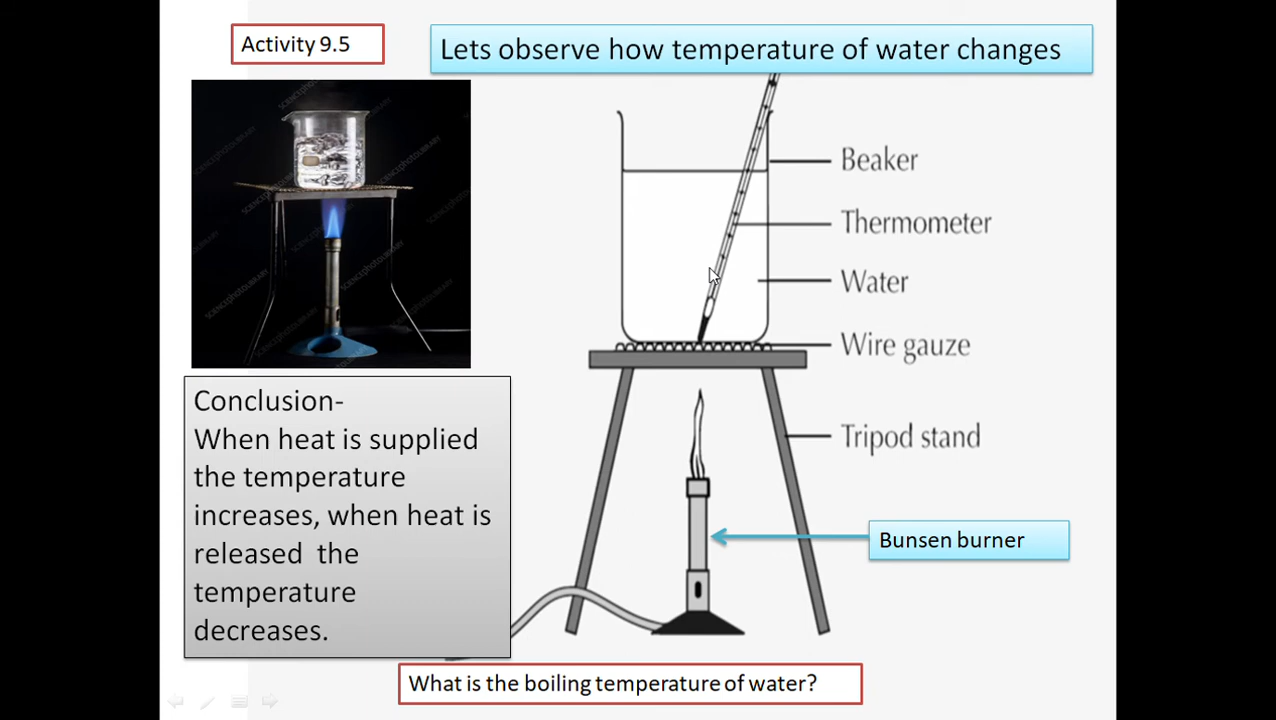 Activity 9.5
Lets observe how temperature of water changes
Beaker
Thermometer
Water
Wire gauze
Tripod stand
Bunsen burner
Conclusion-
When heat is supplied
the temperature
increases, when heat is
released the
temperature
decreases.
What is the boiling temperature of water?